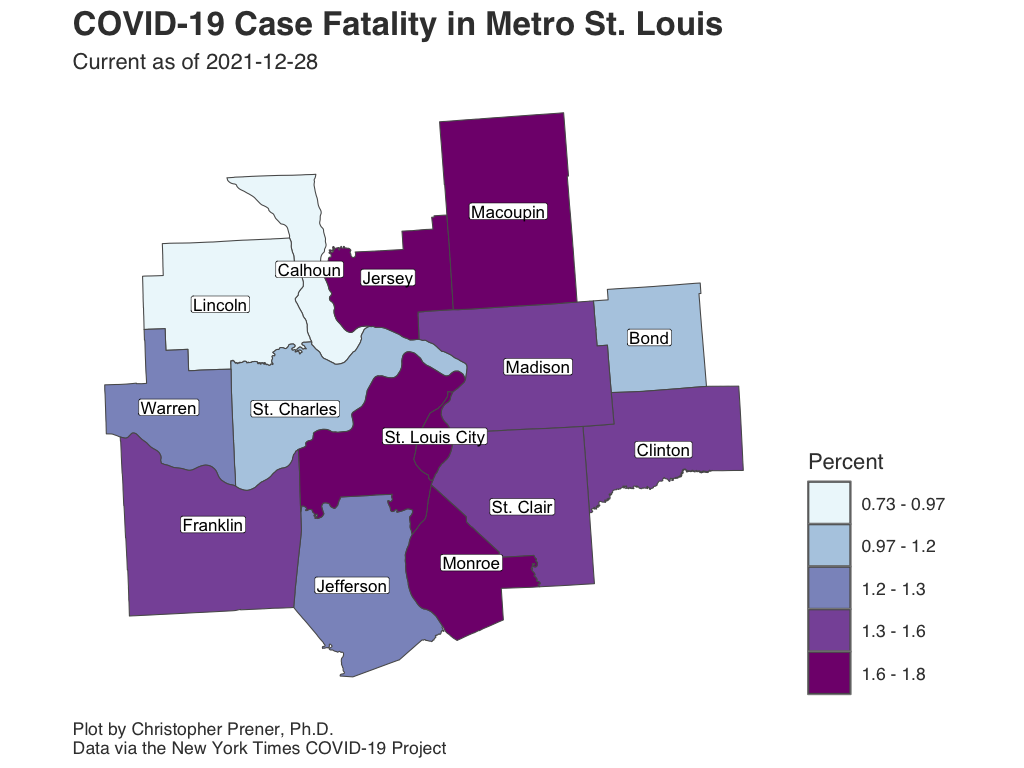 COVID-19 Case Fatality in Metro St. Louis
Current as of 2021-12-28
Macoupin
Calhoun
Jersey
Lincoln
Bond
Madison
Warren
St. Charles
St. Louis City
Clinton
Percent
0.73 - 0.97
St. Clair
Franklin
0.97 - 1.2
Monroe
Jefferson
1.2 - 1.3
1.3 - 1.6
1.6 - 1.8
Plot by Christopher Prener, Ph.D.
Data via the New York Times COVID-19 Project